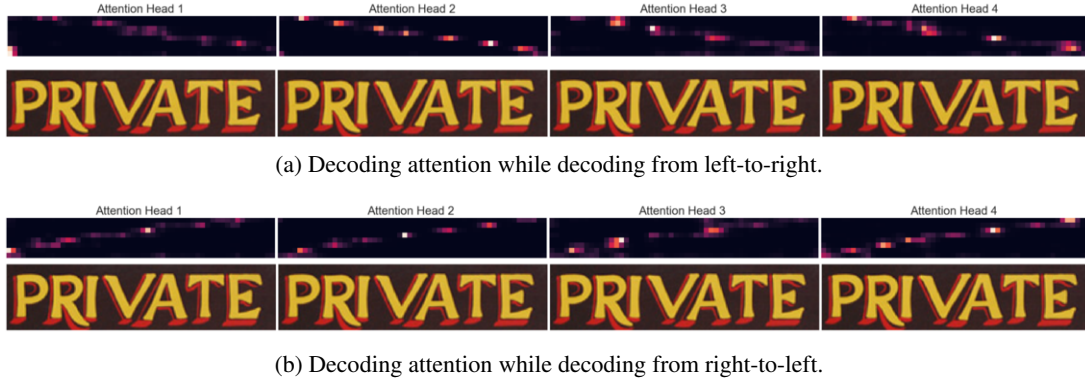 Attention Head 1 Attention Head 2 Attention Head 3 Attention Head 4
PRIVATE PRIVATE PRIVATE PRIVATE
(a) Decoding attention while decoding from left-to-right.
Attention Head 1 Attention Head 2 Attention Head 3 Attention Head 4
PRIVATE PRIVATE PRIVATE PRIVATE
(b) Decoding attention while decoding from right-to-left.